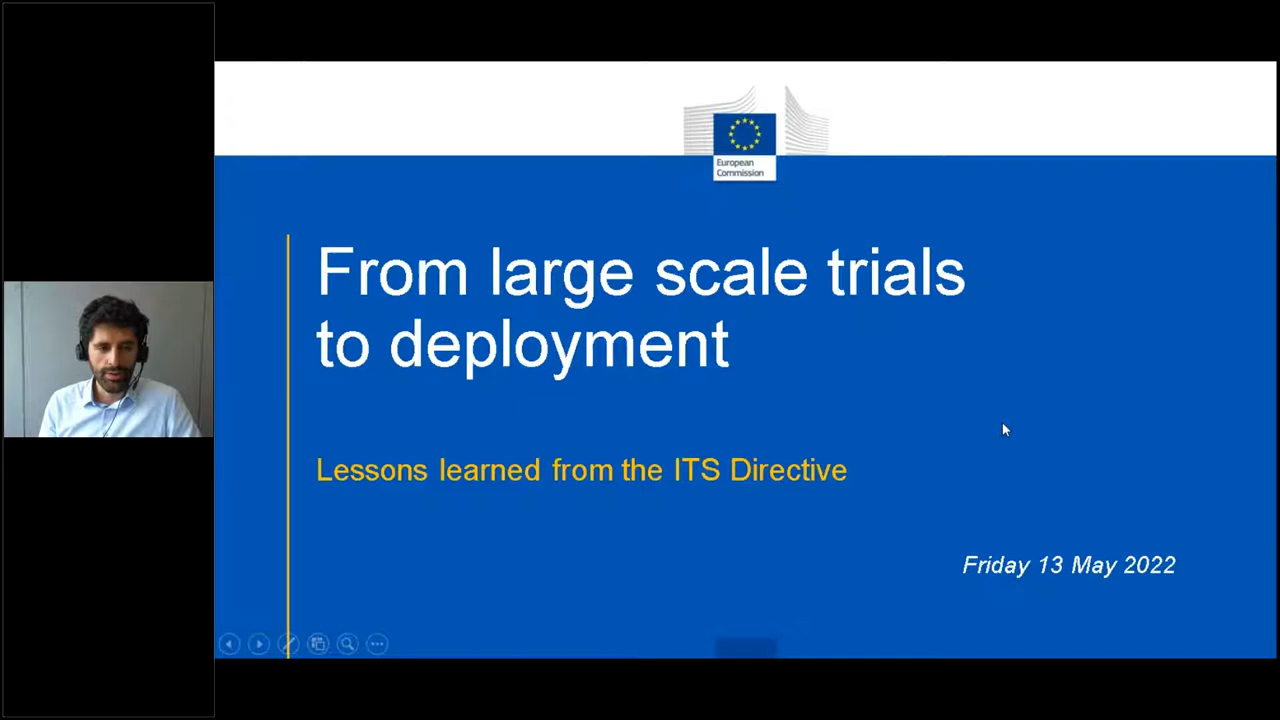 European
Commission
From large scale trials
to deployment
Lessons learned from the ITS Directive
Friday 13 May 2022